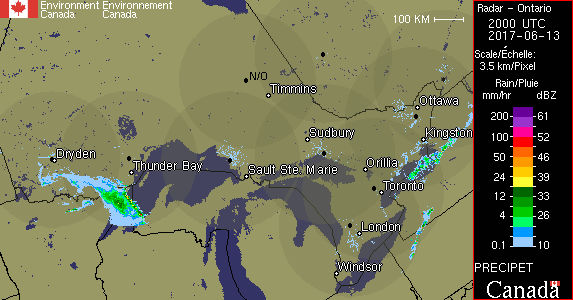 Environment Environnement
Canada Canada
Radar - Ontario
2000 UTC
2017-06-13
100 KM
Scale/Échelle:
3.5 km/Pixel
Rain/Pluie
mm/hr dBZ
200 61
100 52
50 46
24 39
12 33
4 26
0.1 10
N/O
Timmins
Ottawa
Sudbury
Kingston
Dryden
Thunder Bay
Sault Ste. Marie
Orillia
Toronto
London
Windsor
PRECIPET
Canada